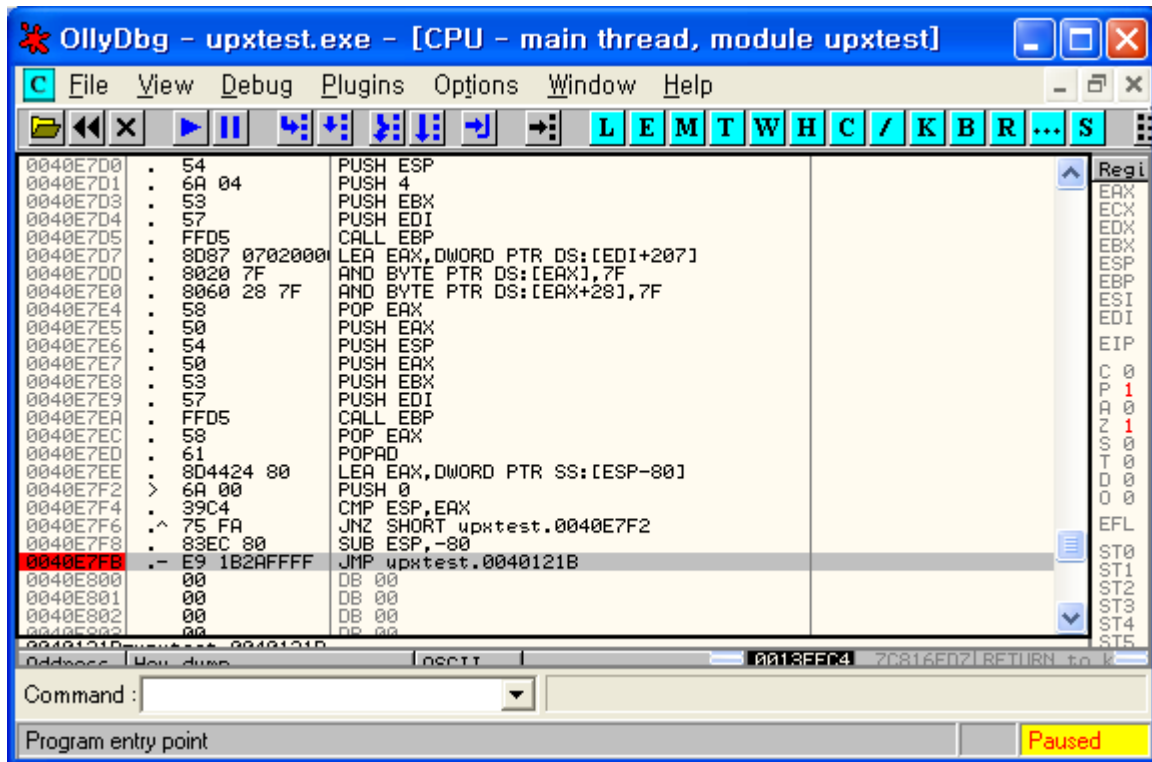 OllyDbg - upxtest.exe - [CPU - main thread, module upxtest]
C File View Debug Plugins Options Window Help
L E M T W H C / K B R ... S
0040E7D0 . 54 PUSH ESP
0040E7D1 . 6A 04 PUSH 4
0040E7D3 . 53 PUSH EBX
0040E7D4 . 57 PUSH EDI
0040E7D5 . FFD5 CALL EBP
0040E7D7 . 8D87 0702000 LEA EAX,DWORD PTR DS:[EDI+207]
0040E7DD . 8020 7F AND BYTE PTR DS:[EAX],7F
0040E7E0 . 8060 28 7F AND BYTE PTR DS:[EAX+28],7F
0040E7E4 . 58 POP EAX
0040E7E5 . 50 PUSH EAX
0040E7E6 . 54 PUSH ESP
0040E7E7 . 50 PUSH EAX
0040E7E8 . 53 PUSH EBX
0040E7E9 . 57 PUSH EDI
0040E7EA . FFD5 CALL EBP
0040E7EC . 58 POP EAX
0040E7ED . 61 POPAD
0040E7EE . 8D4424 80 LEA EAX,DWORD PTR SS:[ESP-80]
0040E7F2 > 6A 00 PUSH 0
0040E7F4 . 39C4 CMP ESP,EAX
0040E7F6 .^ 75 FA JNZ SHORT upxtest.0040E7F2
0040E7F8 . 83EC 80 SUB ESP,-80
0040E7FB .- E9 1B2AFFFF JMP upxtest.0040121B
0040E800 00 DB 00
0040E801 00 DB 00
0040E802 00 DB 00
Regi
EAX
ECX
EDX
EBX
ESP
EBP
ESI
EDI
EIP
C 0
P 1
A 0
Z 1
S 0
T 0
D 0
O 0
EFL
ST0
ST1
ST2
ST3
ST4
ST5
Address Hex dump ASCII
0013FFC4 7C816FD7 RETURN to k
Command :
Program entry point Paused